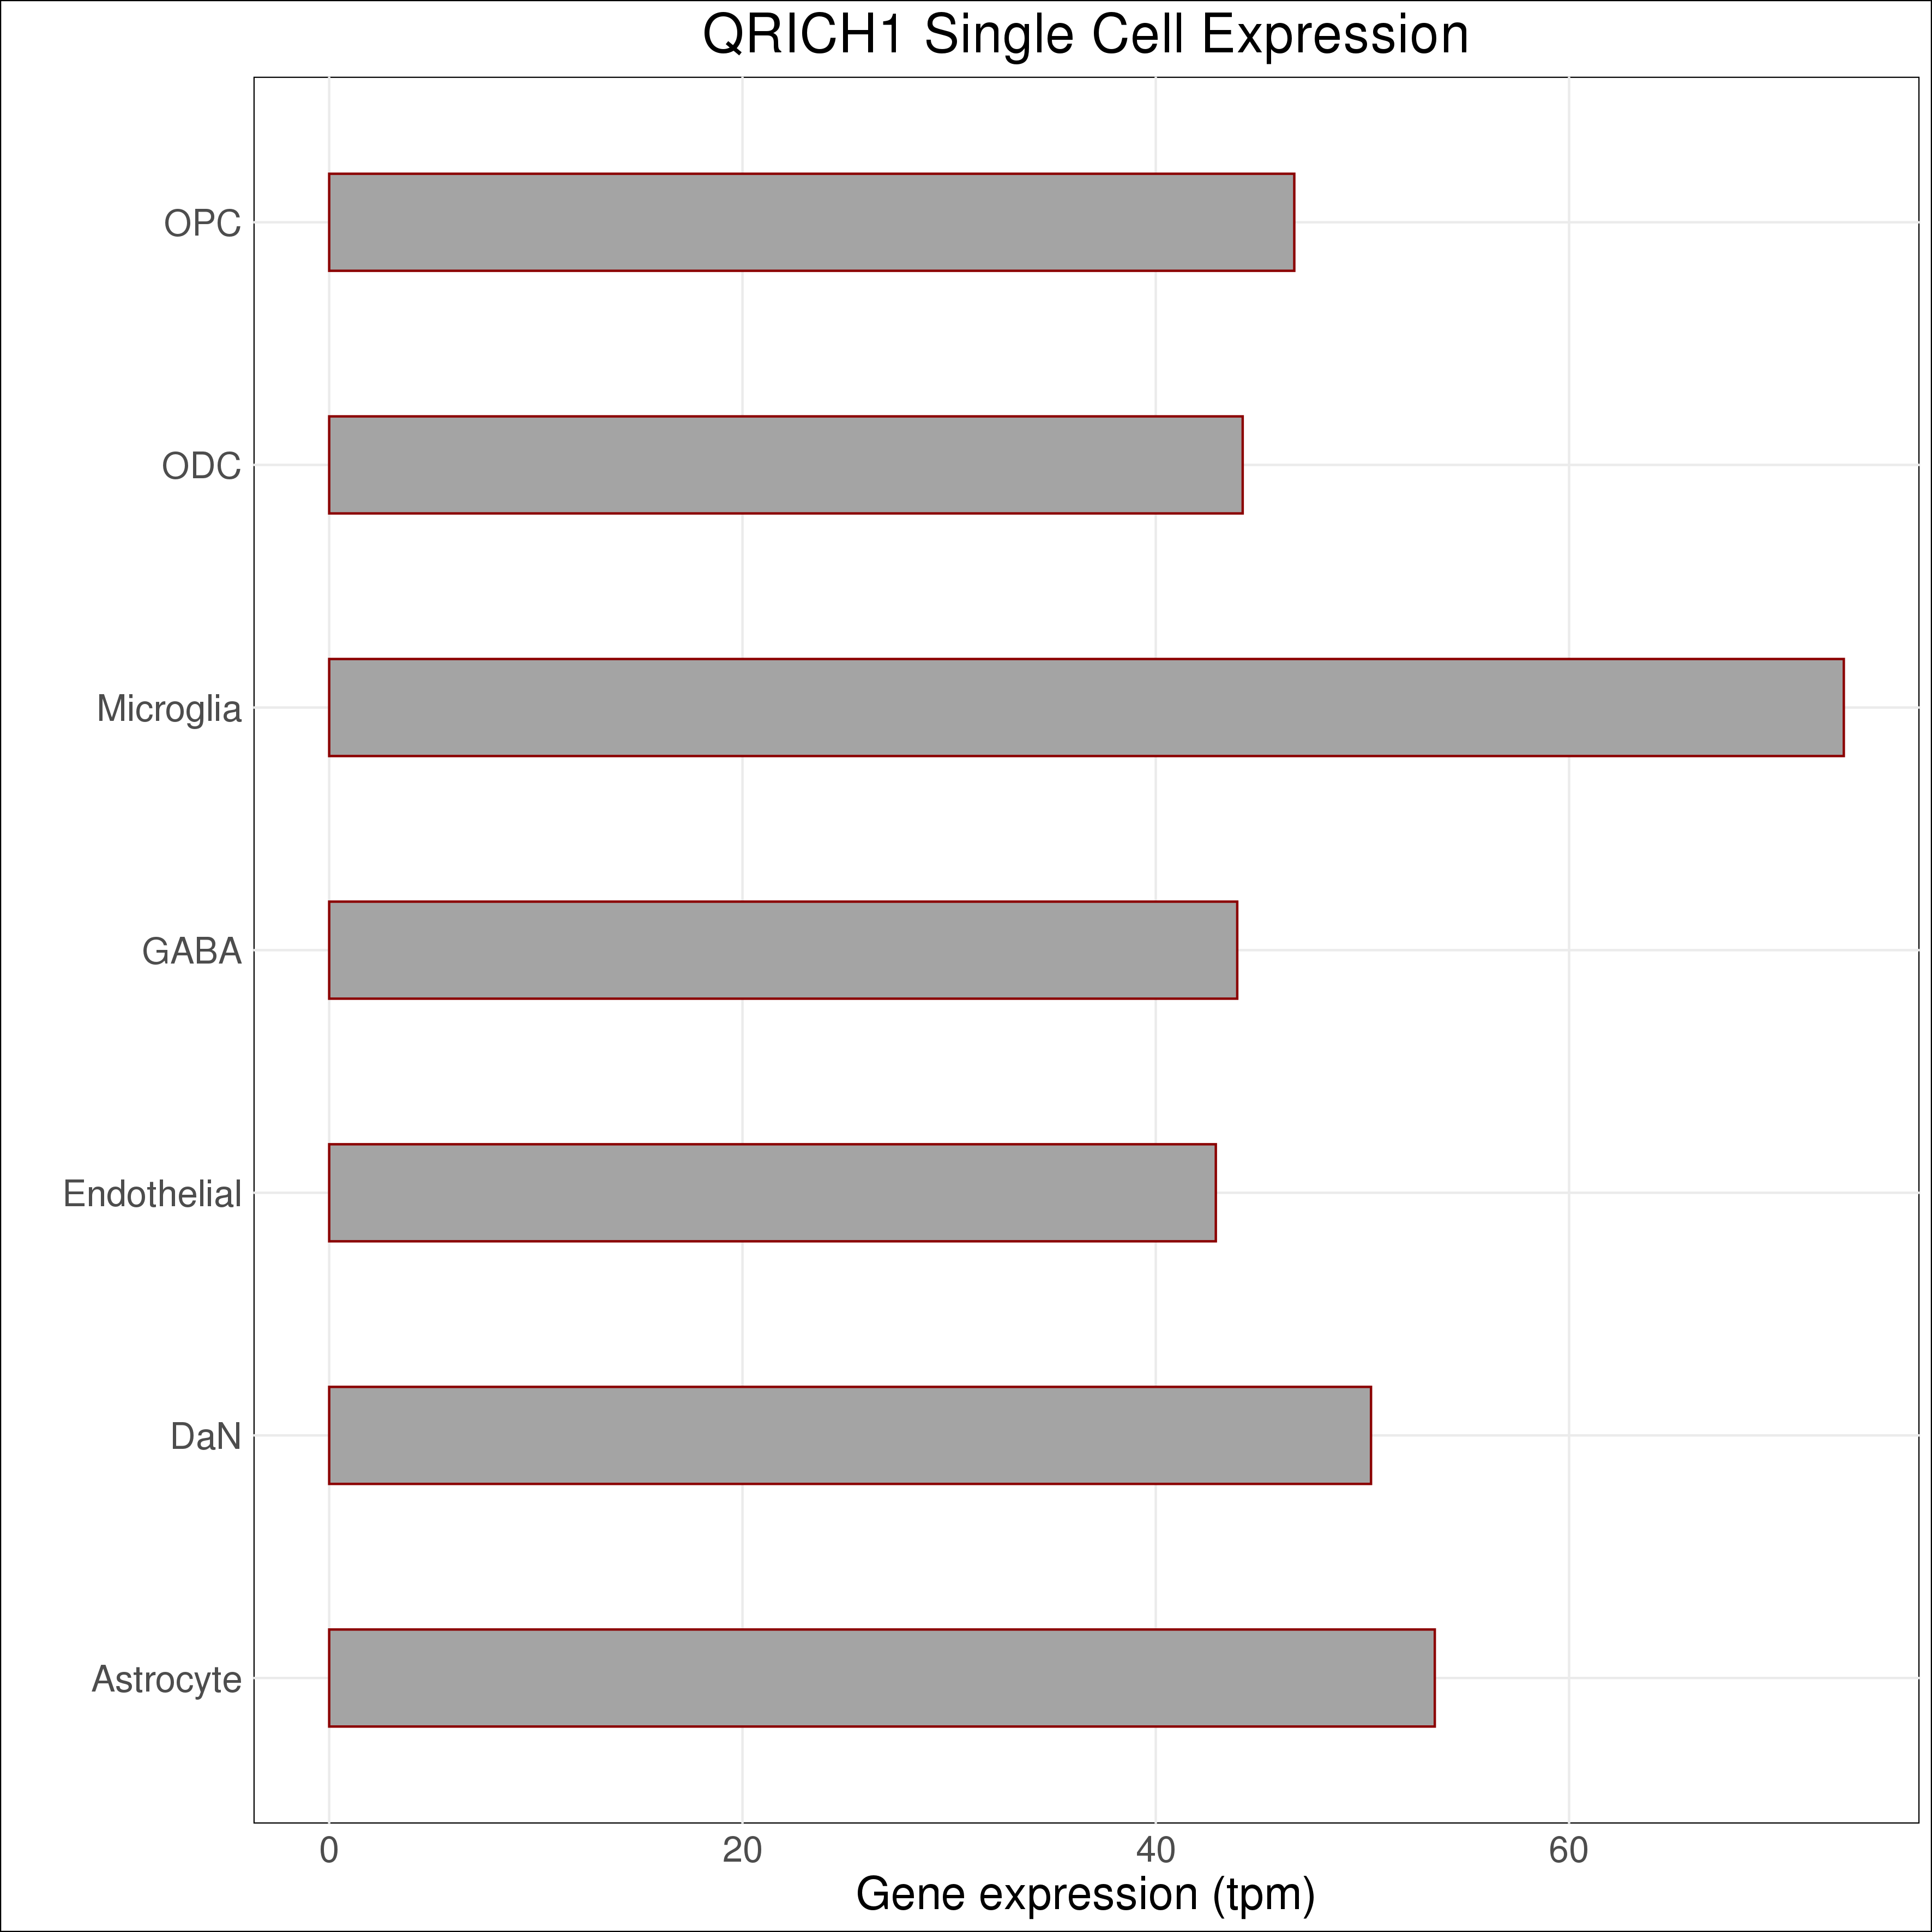 QRICH1 Single Cell Expression
OPC
ODC
Microglia
GABA
Endothelial
DaN
Astrocyte
0 20 40 60
Gene expression (tpm)